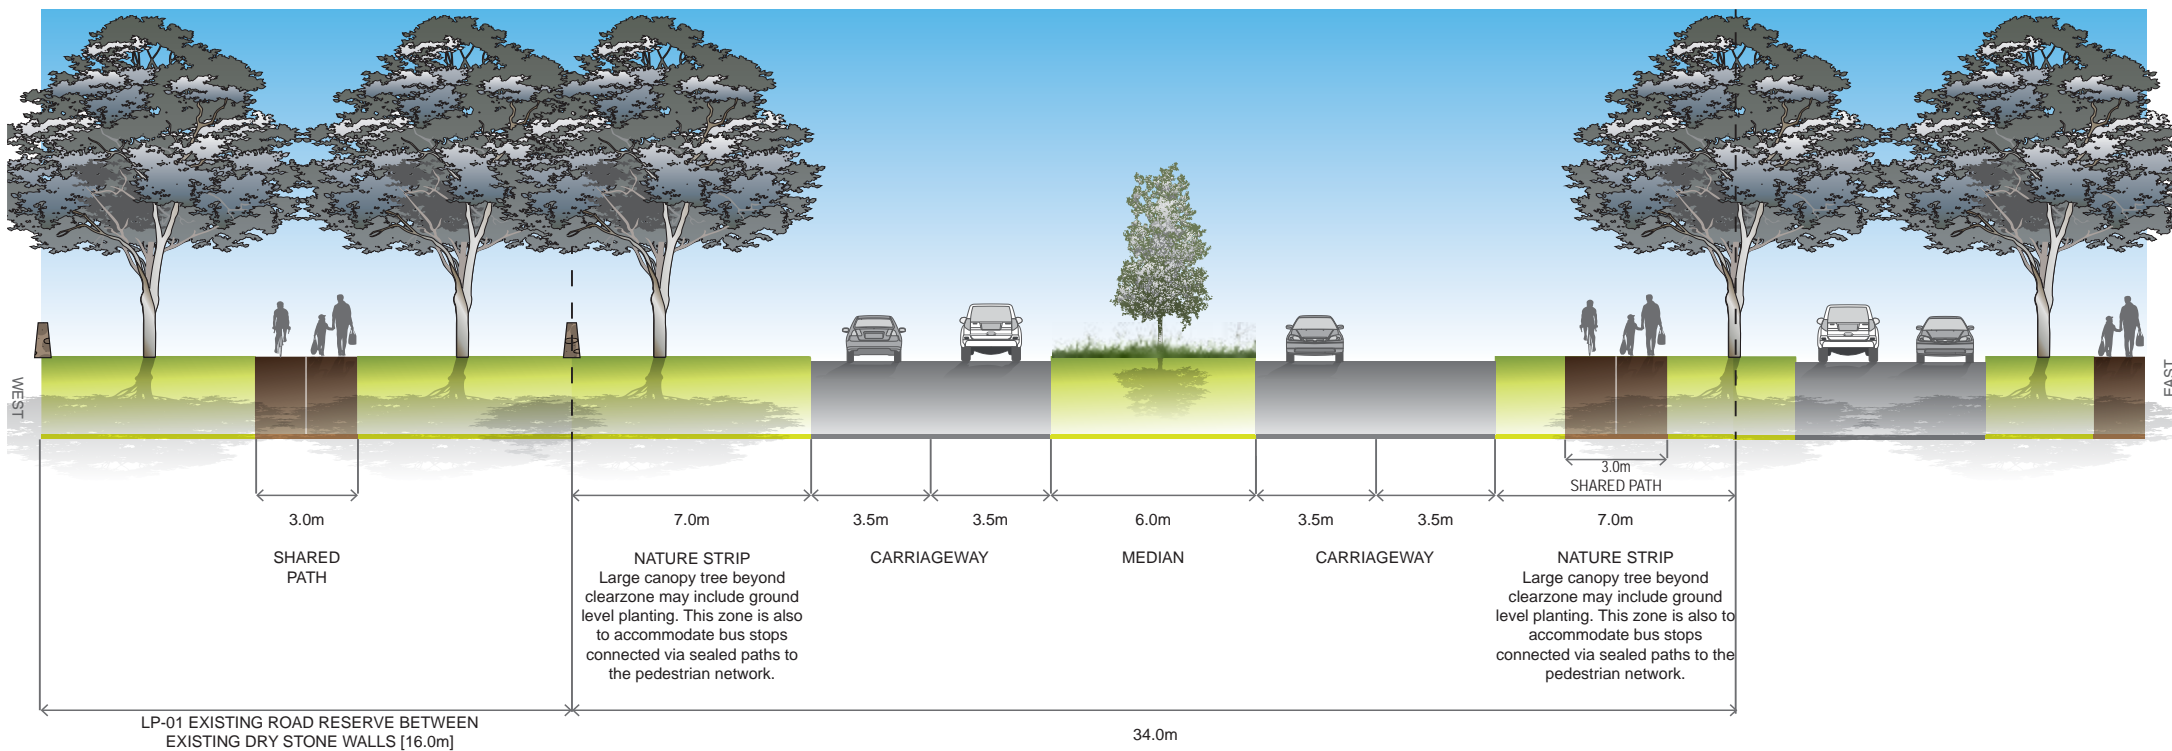 WEST
EAST
3.0m
SHARED PATH
3.0m
7.0m
3.5m
3.5m
6.0m
3.5m
3.5m
7.0m
SHARED
PATH
NATURE STRIP
Large canopy tree beyond
clearzone may include ground
level planting. This zone is also
to accommodate bus stops
connected via sealed paths to
the pedestrian network.
CARRIAGEWAY
MEDIAN
CARRIAGEWAY
NATURE STRIP
Large canopy tree beyond
clearzone may include ground
level planting. This zone is also to
accommodate bus stops
connected via sealed paths to the
pedestrian network.
LP-01 EXISTING ROAD RESERVE BETWEEN
EXISTING DRY STONE WALLS [16.0m]
34.0m